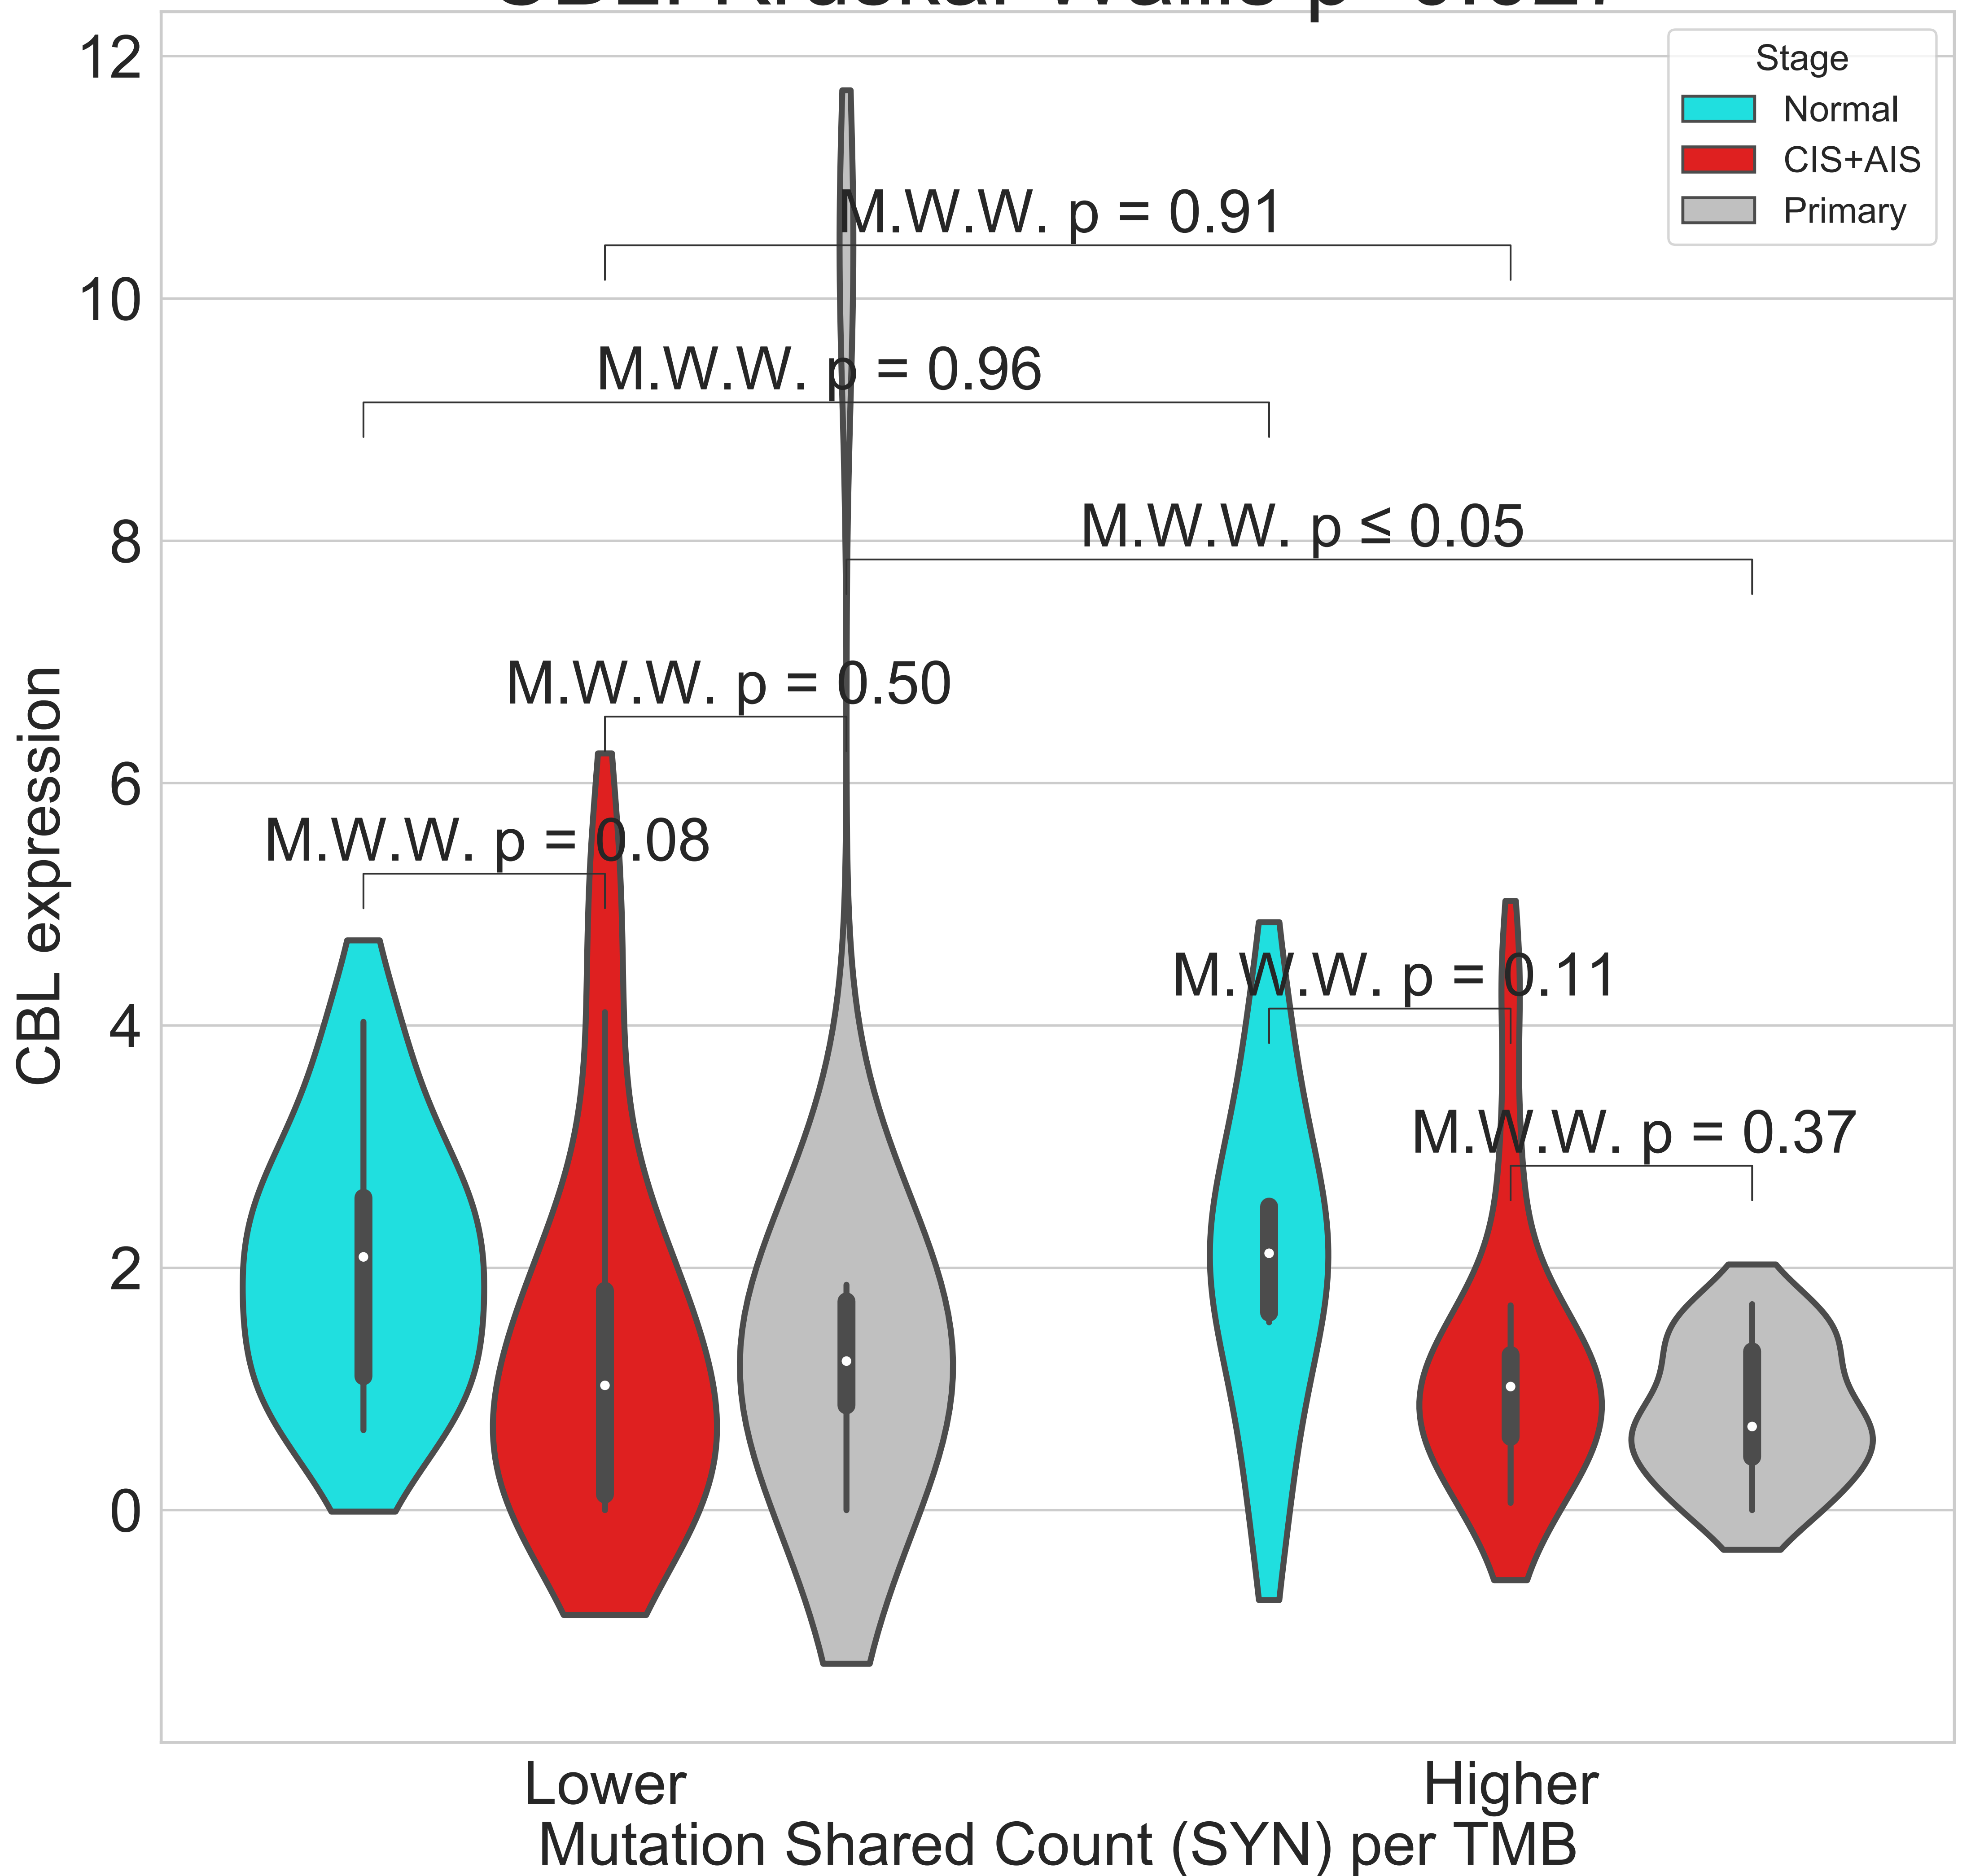 12
Stage
Normal
CIS+AIS
Primary
M.W.W. p = 0.91
10
M.W.W. p = 0.96
M.W.W. p ≤ 0.05
8
M.W.W. p = 0.50
6
M.W.W. p = 0.08
CBL expression
M.W.W. p = 0.11
4
M.W.W. p = 0.37
2
0
Lower
Higher
Mutation Shared Count (SYN) per TMB